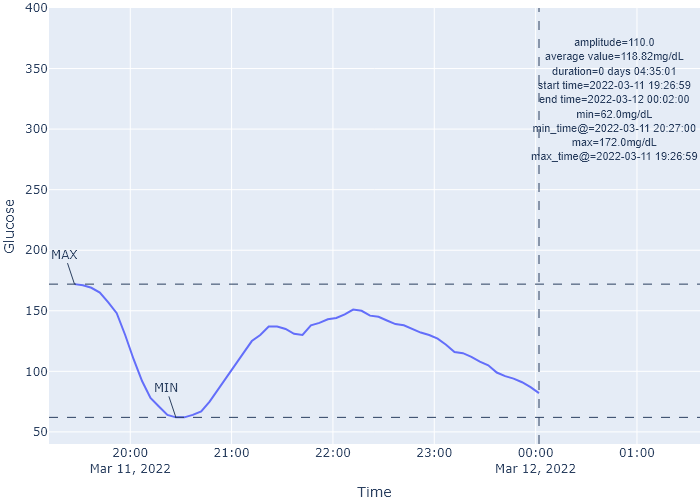 400
350
300
250
200
150
100
50
Glucose
amplitude=110.0
average value=118.82mg/dL
duration=0 days 04:35:01
start time=2022-03-11 19:26:59
end time=2022-03-12 00:02:00
min=62.0mg/dL
min_time@=2022-03-11 20:27:00
max=172.0mg/dL
max_time@=2022-03-11 19:26:59
MAX
MIN
20:00 21:00 22:00 23:00 00:00 01:00
Mar 11, 2022 Mar 12, 2022
Time